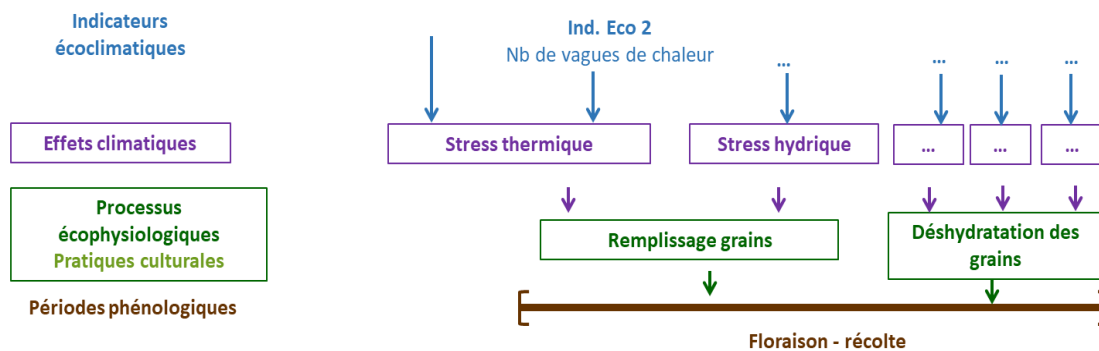 Indicateurs
écoclimatiques
Ind. Eco 2
Nb de vagues de chaleur
...
...
...
...
Effets climatiques
Stress thermique
Stress hydrique
...
...
...
Processus
écophysiologiques
Pratiques culturales
Remplissage grains
Déshydratation des
grains
Périodes phénologiques
Floraison - récolte